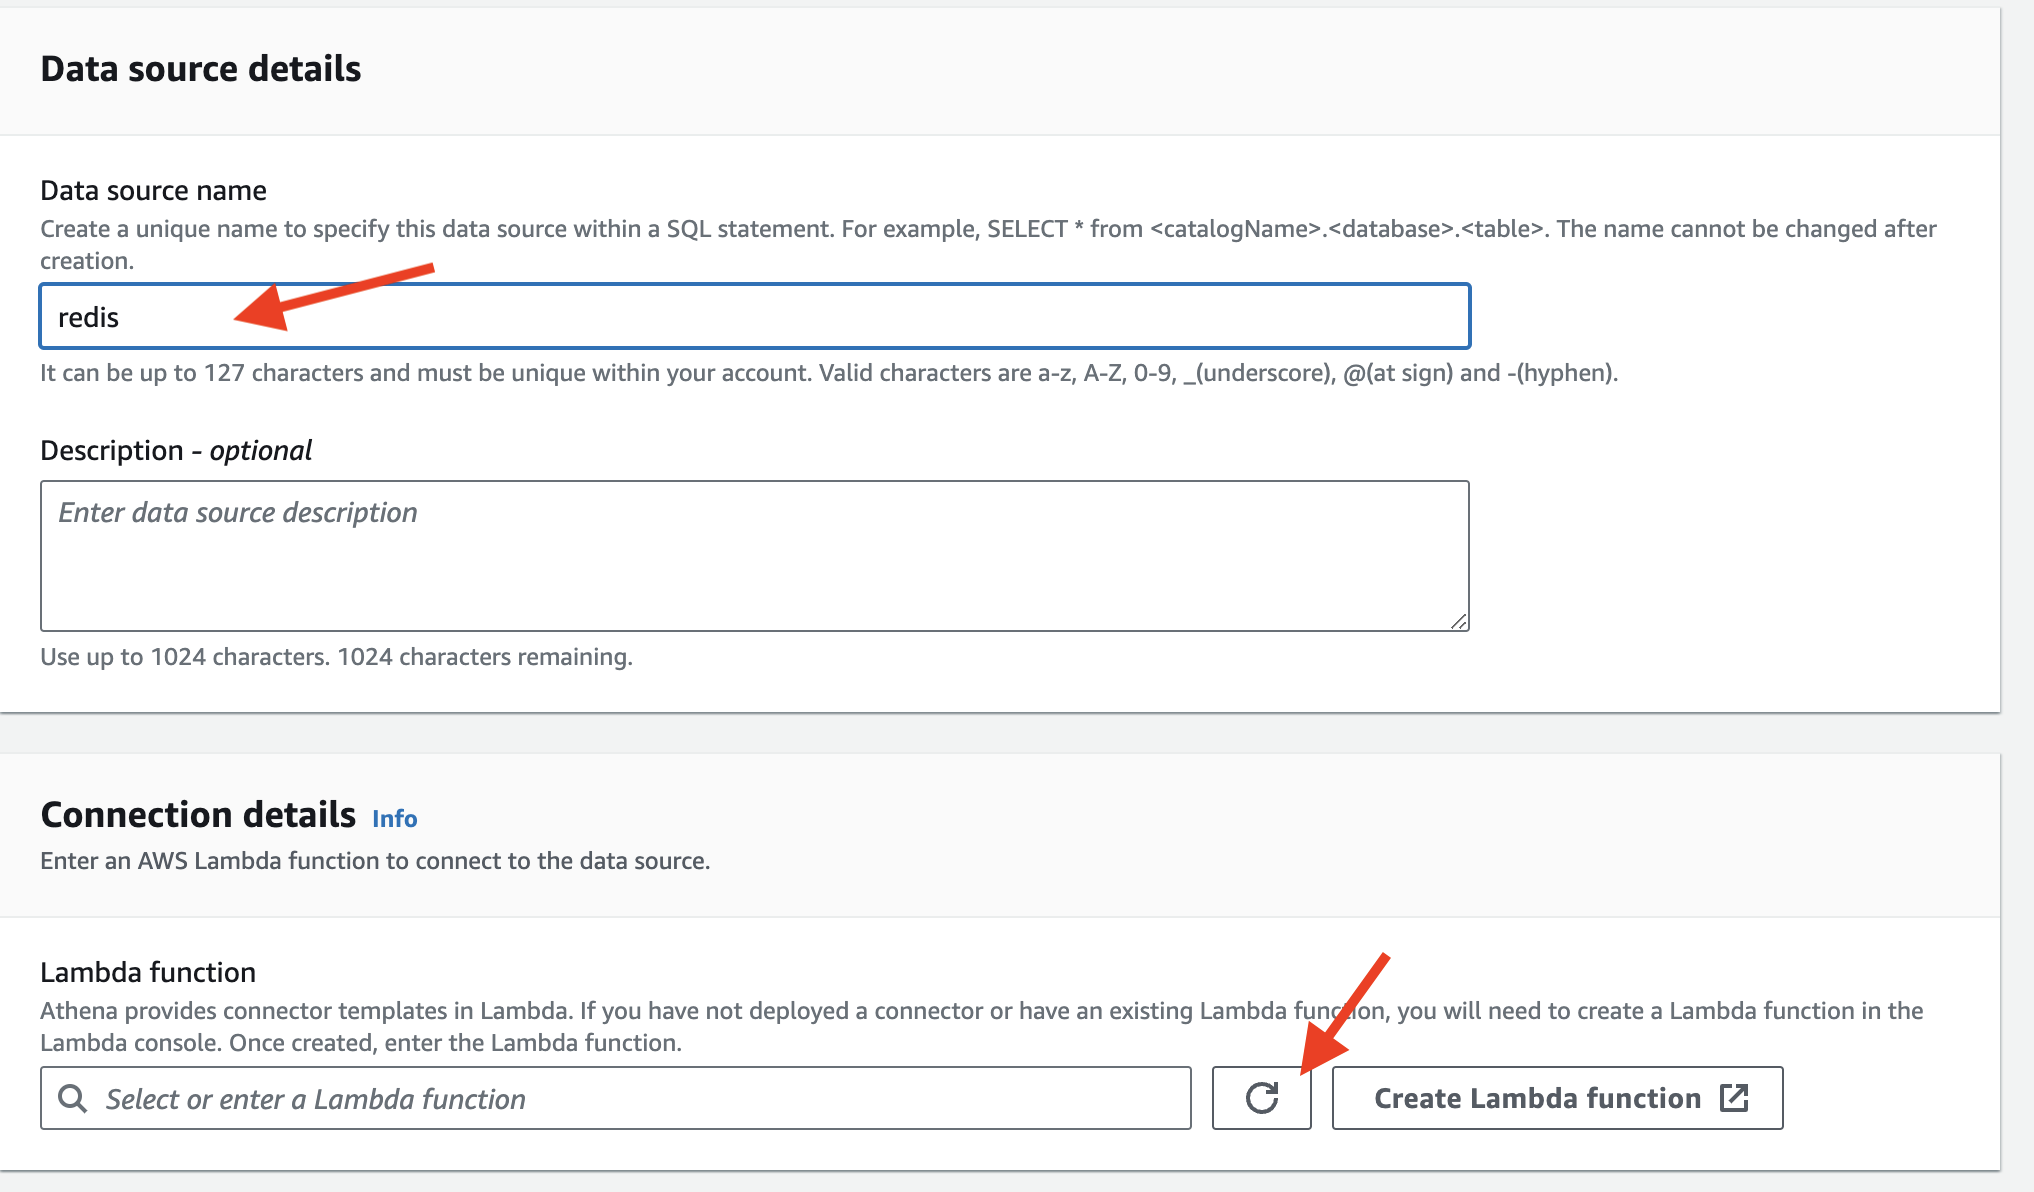 Data source details
Data source name
Create a unique name to specify this data source within a SQL statement. For example, SELECT * from <catalogName>.<database>.<table>. The name cannot be changed after
creation.
redis
It can be up to 127 characters and must be unique within your account. Valid characters are a-z, A-Z, 0-9, _(underscore), @(at sign) and -(hyphen).
Description - optional
Enter data source description
Use up to 1024 characters. 1024 characters remaining.
Connection details Info
Enter an AWS Lambda function to connect to the data source.
Lambda function
Athena provides connector templates in Lambda. If you have not deployed a connector or have an existing Lambda function, you will need to create a Lambda function in the
Lambda console. Once created, enter the Lambda function.
Select or enter a Lambda function
Create Lambda function